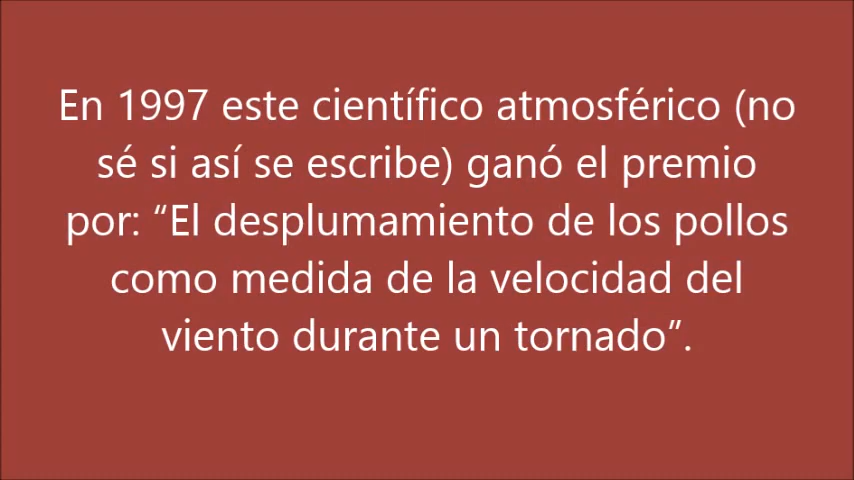 En 1997 este científico atmosférico (no
sé si así se escribe) ganó el premio
por: “El desplumamiento de los pollos
como medida de la velocidad del
viento durante un tornado”.